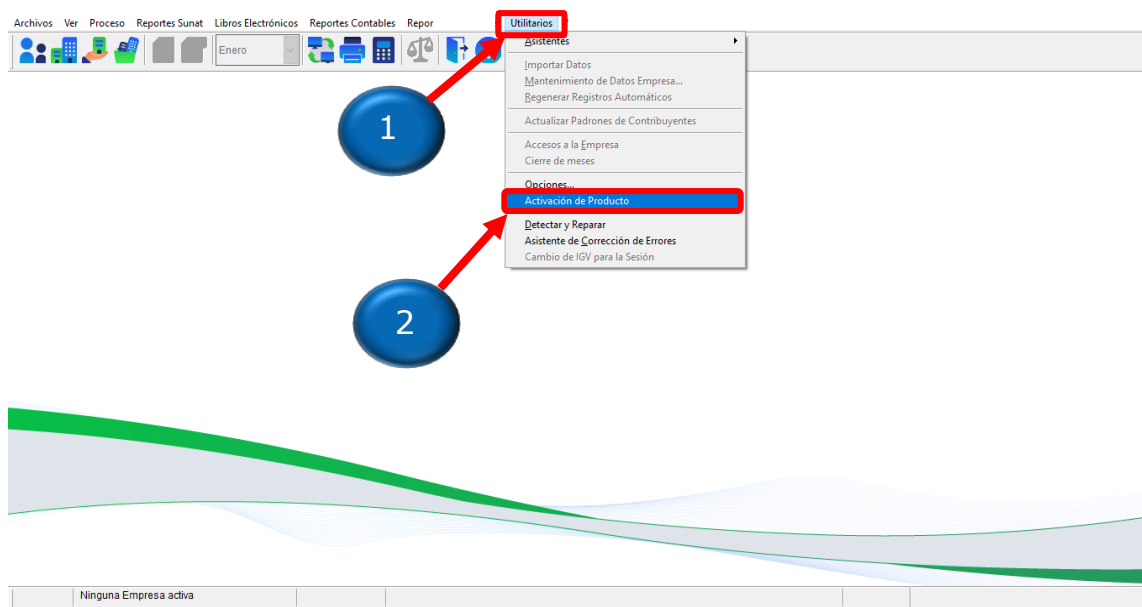 Archivos Ver Proceso Reportes Sunat Libros Electrónicos Reportes Contables Repor Utilitarios
Enero
Asistentes
Importar Datos
Mantenimiento de Datos Empresa...
Regenerar Registros Automáticos
Actualizar Padrones de Contribuyentes
Accesos a la Empresa
Cierre de meses
Opciones...
Activación de Producto
Detectar y Reparar
Asistente de Corrección de Errores
Cambio de IGV para la Sesión
1
2
Ninguna Empresa activa